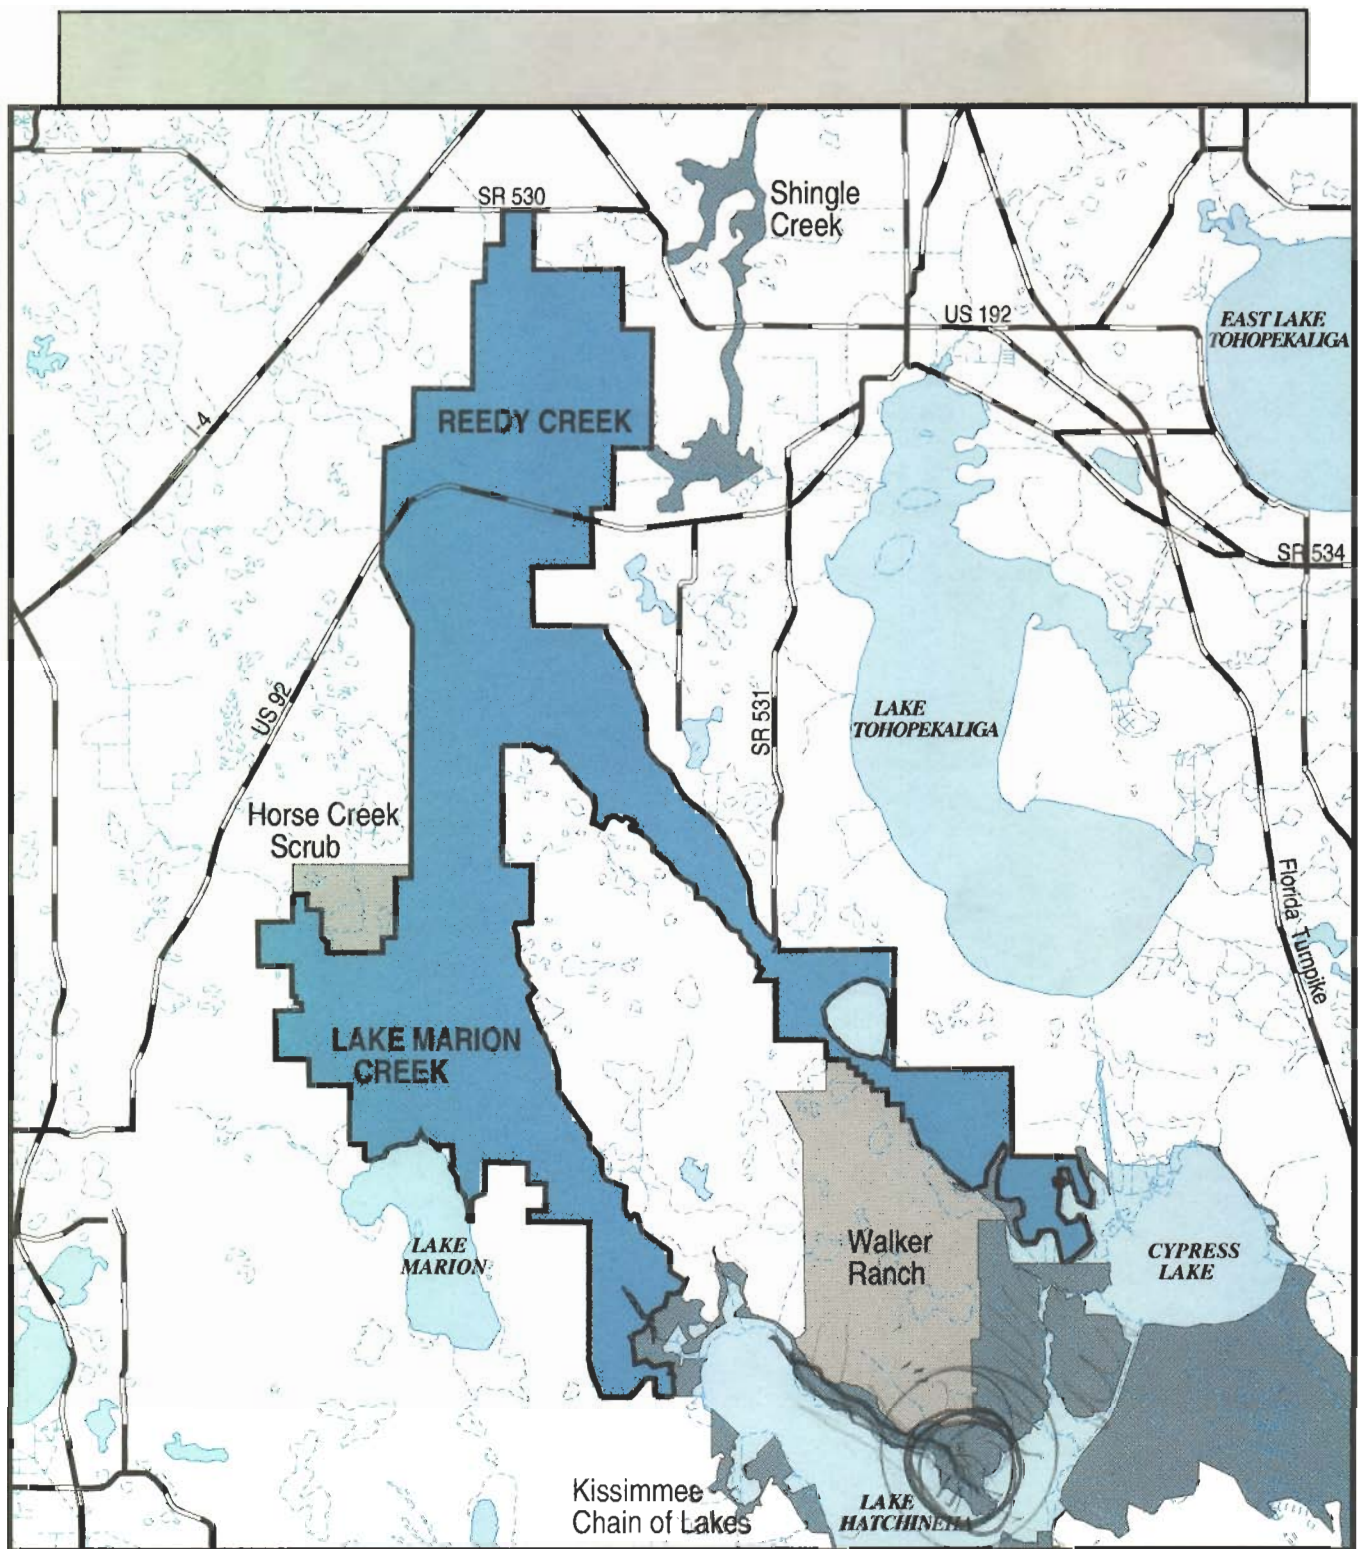 SR 530
Shingle
Creek
US 192
EAST LAKE
TOHOPEKALIGA
I-4
REEDY CREEK
SR 534
US 92
SR 531
LAKE
TOHOPEKALIGA
Horse Creek
Scrub
Florida Turnpike
LAKE MARION
CREEK
LAKE
MARION
Walker
Ranch
CYPRESS
LAKE
Kissimmee
Chain of Lakes
LAKE
HATCHINEHA